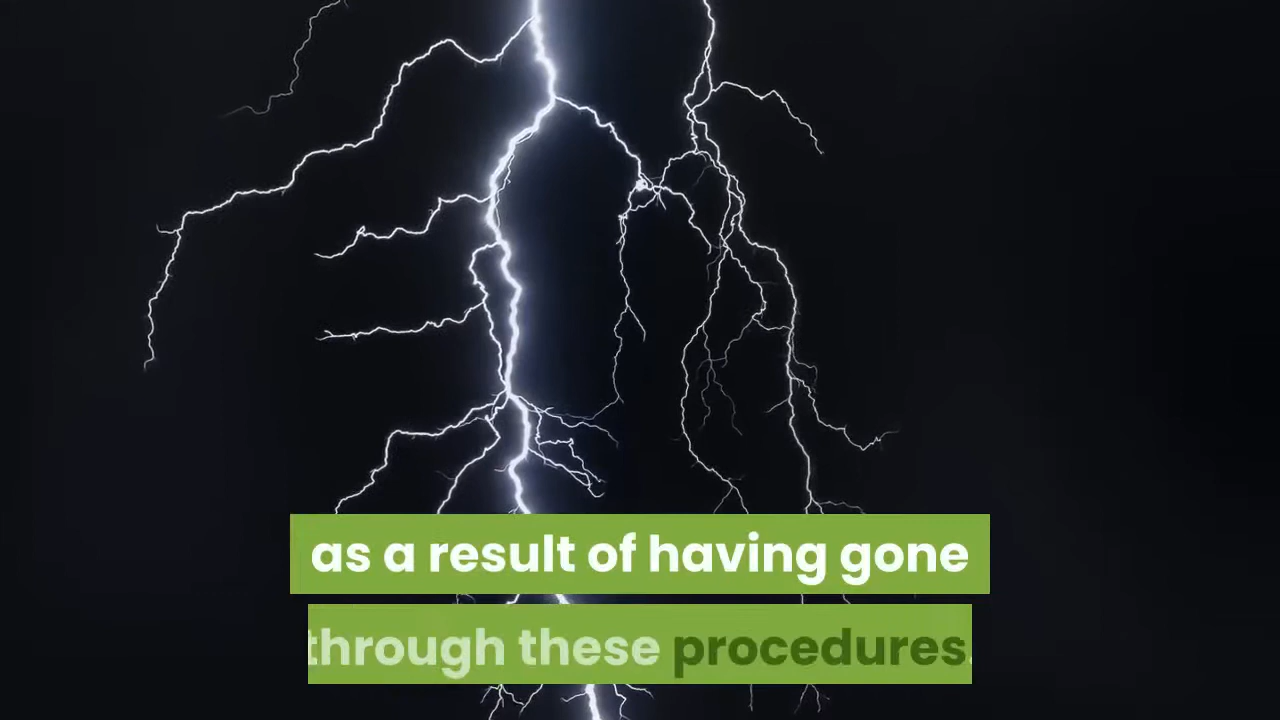 as a result of having gone
through these procedures.